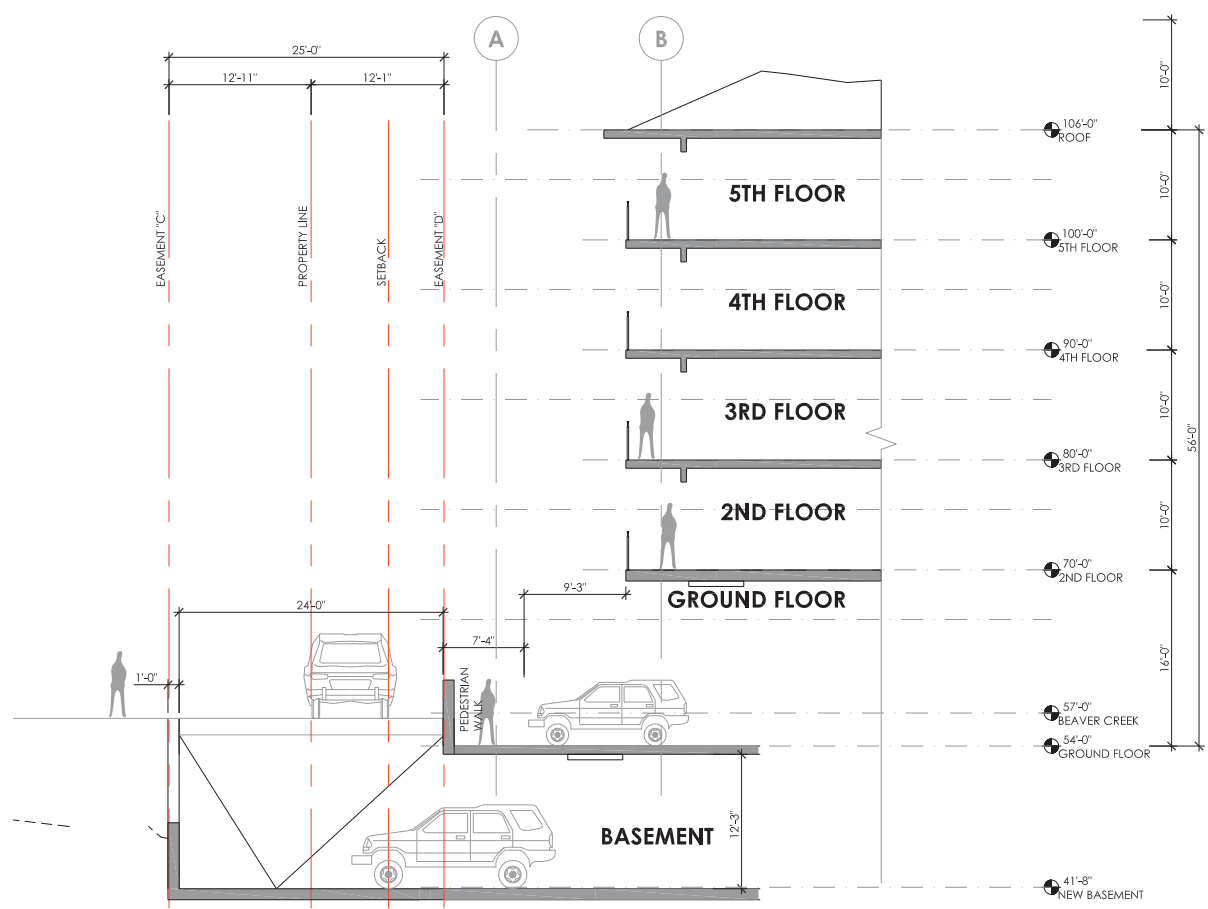 A
B
25'-0"
12'-11"
12'-1"
10'-0"
106'-0"
ROOF
EASEMENT "C"
PROPERTY LINE
SETBACK
EASEMENT "D"
5TH FLOOR
10'-0"
100'-0"
5TH FLOOR
4TH FLOOR
10'-0"
90'-0"
4TH FLOOR
3RD FLOOR
10'-0"
56'-0"
80'-0"
3RD FLOOR
2ND FLOOR
10'-0"
70'-0"
2ND FLOOR
9'-3"
GROUND FLOOR
24'-0"
7'-4"
16'-0"
1'-0"
PEDESTRIAN
WALK
57'-0"
BEAVER CREEK
54'-0"
GROUND FLOOR
BASEMENT
12'-3"
41'-8"
NEW BASEMENT